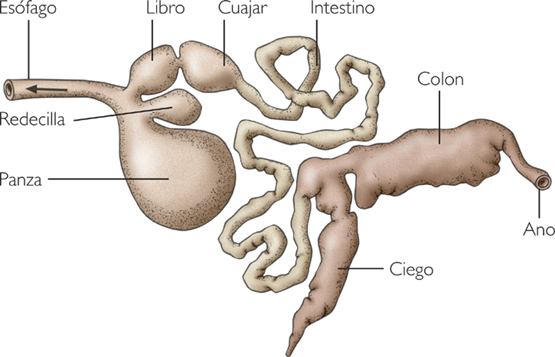 Esófago
Libro
Cuajar
Intestino
Colon
Redecilla
Panza
Ano
Ciego